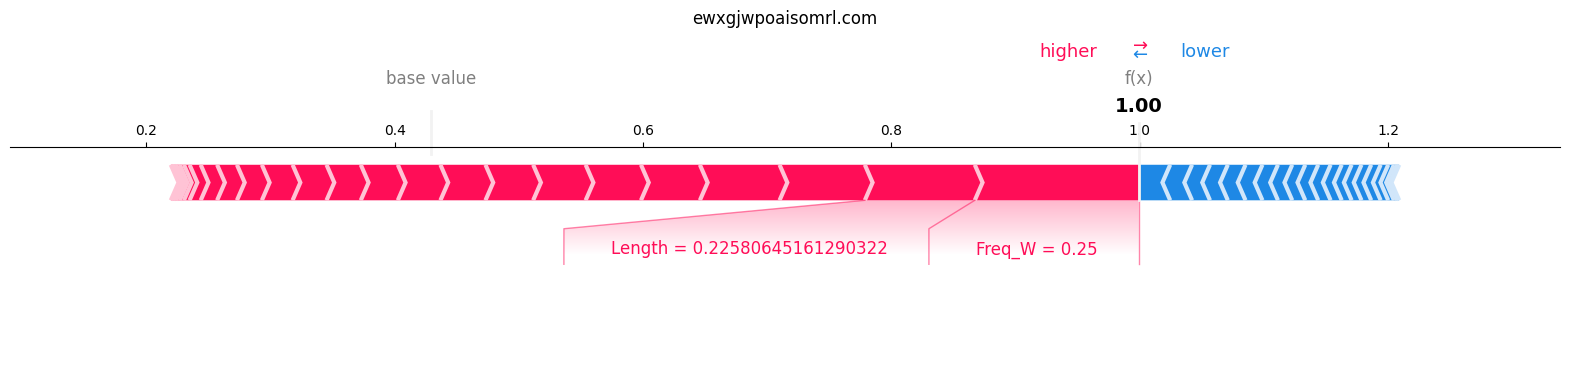 ewxgjwpoaisomrl.com
higher → lower
←
base value f(x)
1.00
0.2 0.4 0.6 0.8 1.0 1.2
Length = 0.22580645161290322 Freq_W = 0.25